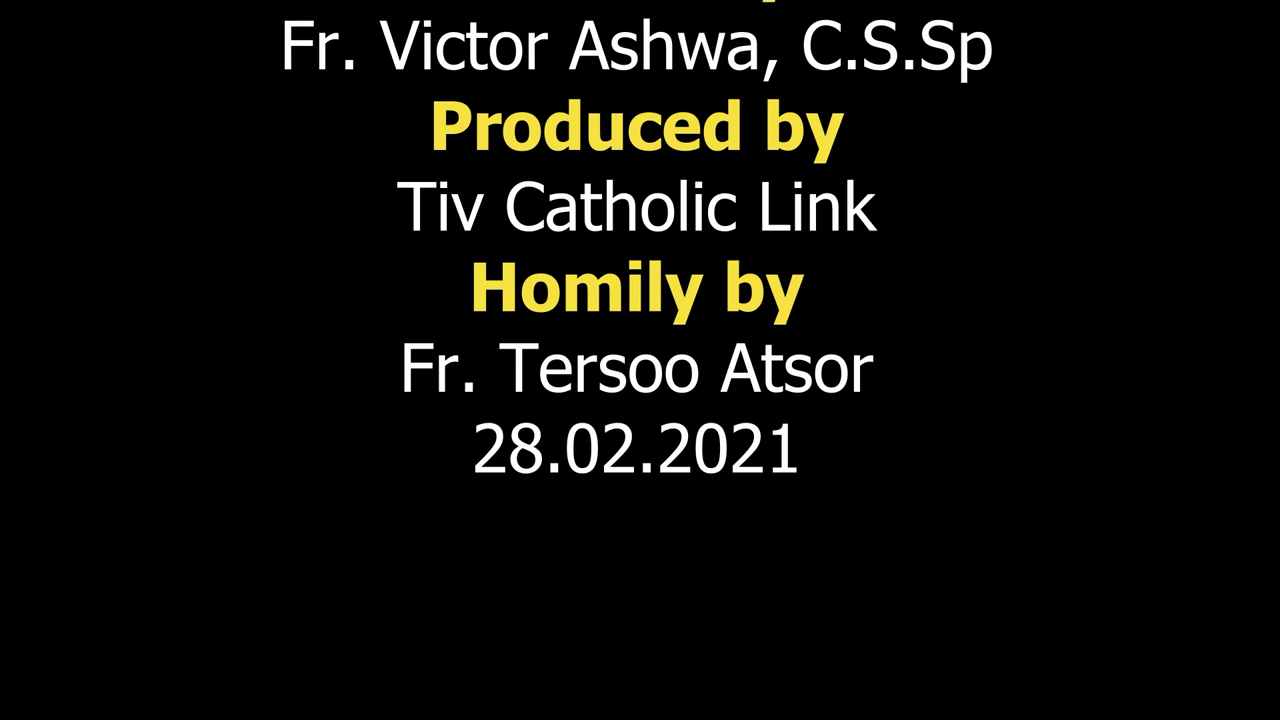 Fr. Victor Ashwa, C.S.Sp
Produced by
Tiv Catholic Link
Homily by
Fr. Tersoo Atsor
28.02.2021